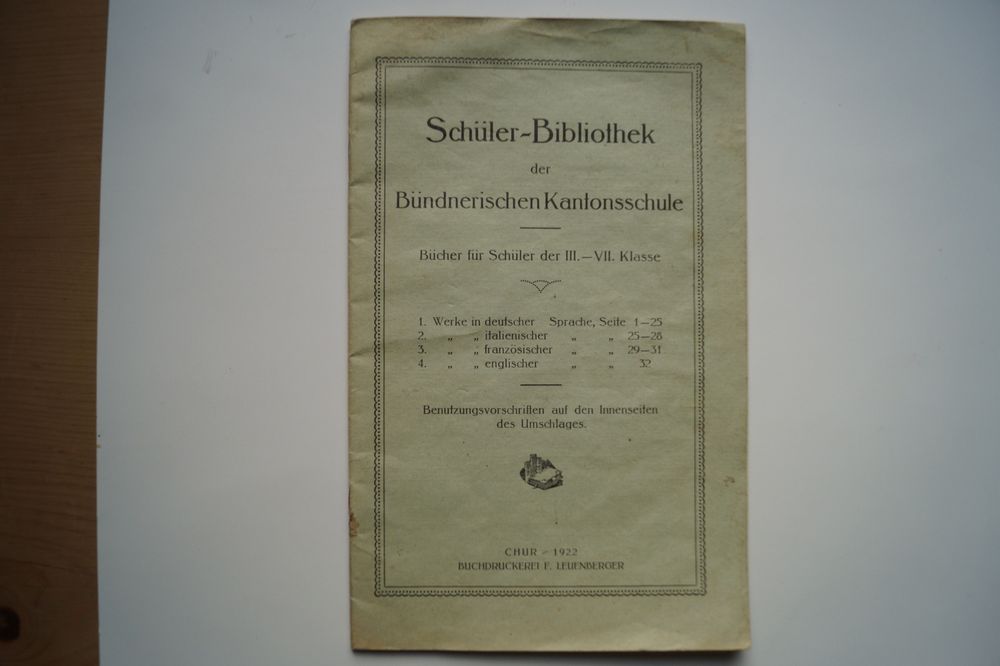 Schüler-Bibliothek
der
Bündnerischen Kantonsschule
Bücher für Schüler der III.—VII. Klasse
1. Werke in deutscher Sprache, Seite 1—25
2. „ „ italienischer „ „ 25—28
3. „ „ französischer „ „ 29—31
4. „ „ englischer „ „ 32
Benutzungsvorschriften auf den Innenseiten
des Umschlages.
CHUR - 1922
BUCHDRUCKEREI F. LEUENBERGER